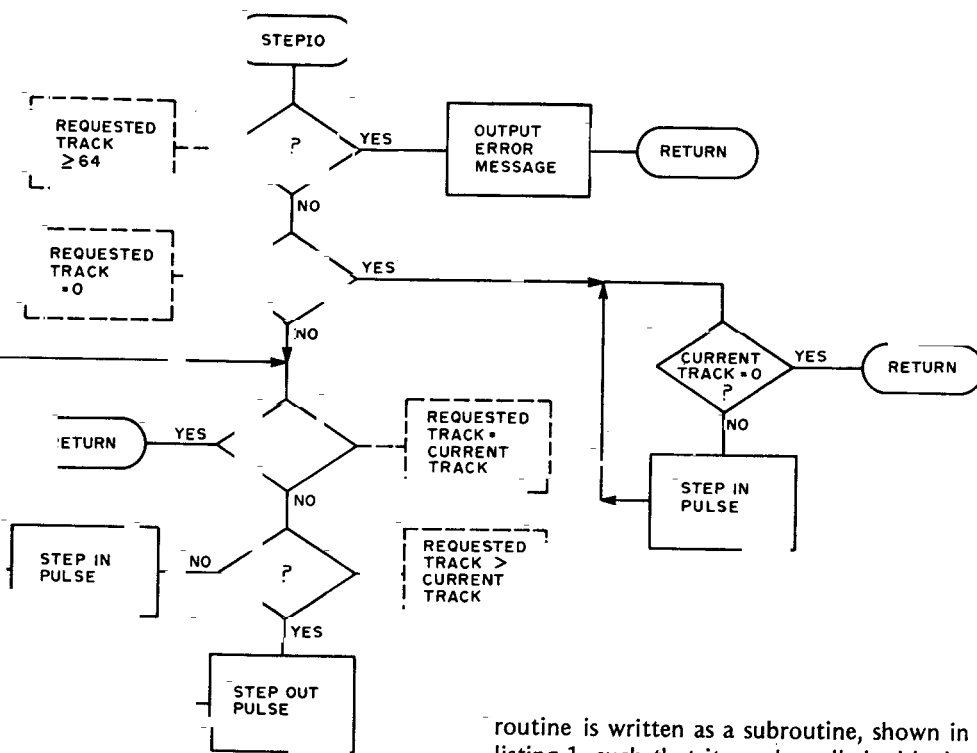 STEPIO
REQUESTED
TRACK
≥64
?
YES
OUTPUT
ERROR
MESSAGE
RETURN
NO
REQUESTED
TRACK
=0
YES
NO
CURRENT
TRACK=0
?
YES
RETURN
NO
STEP IN
PULSE
ETURN
YES
REQUESTED
TRACK=
CURRENT
TRACK
NO
STEP IN
PULSE
NO
?
REQUESTED
TRACK >
CURRENT
TRACK
YES
STEP OUT
PULSE
routine is written as a subroutine, shown in